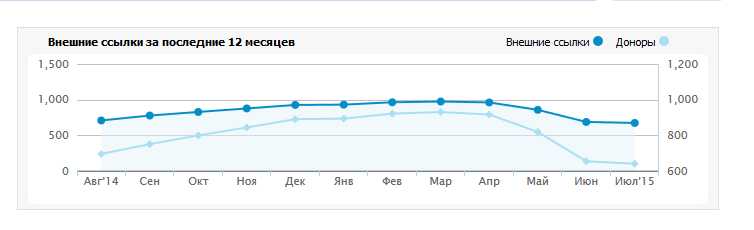 Внешние ссылки за последние 12 месяцев Внешние ссылки Доноры
1,500 1,200
1,000 1,000
500 800
0 600
Авг'14 Сен Окт Ноя Дек Янв Фев Мар Апр Май Июн Июл'15